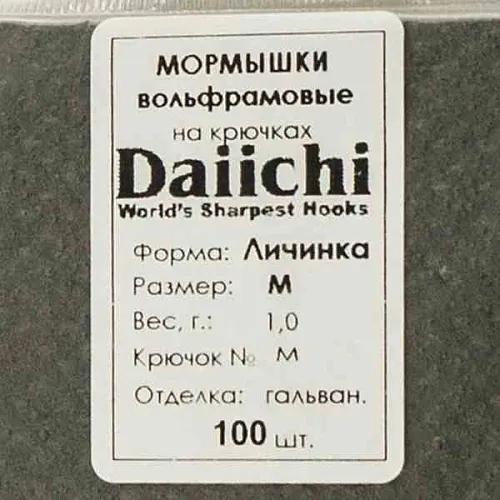 МОРМЫШКИ
ВОЛЬФРАМОВЫЕ
на крючках
Daiichi
World's Sharpest Hooks
Форма: Личинка
Размер: М
Вес, г.: 1,0
Крючок № М
Отделка: гальван.
100 шт.